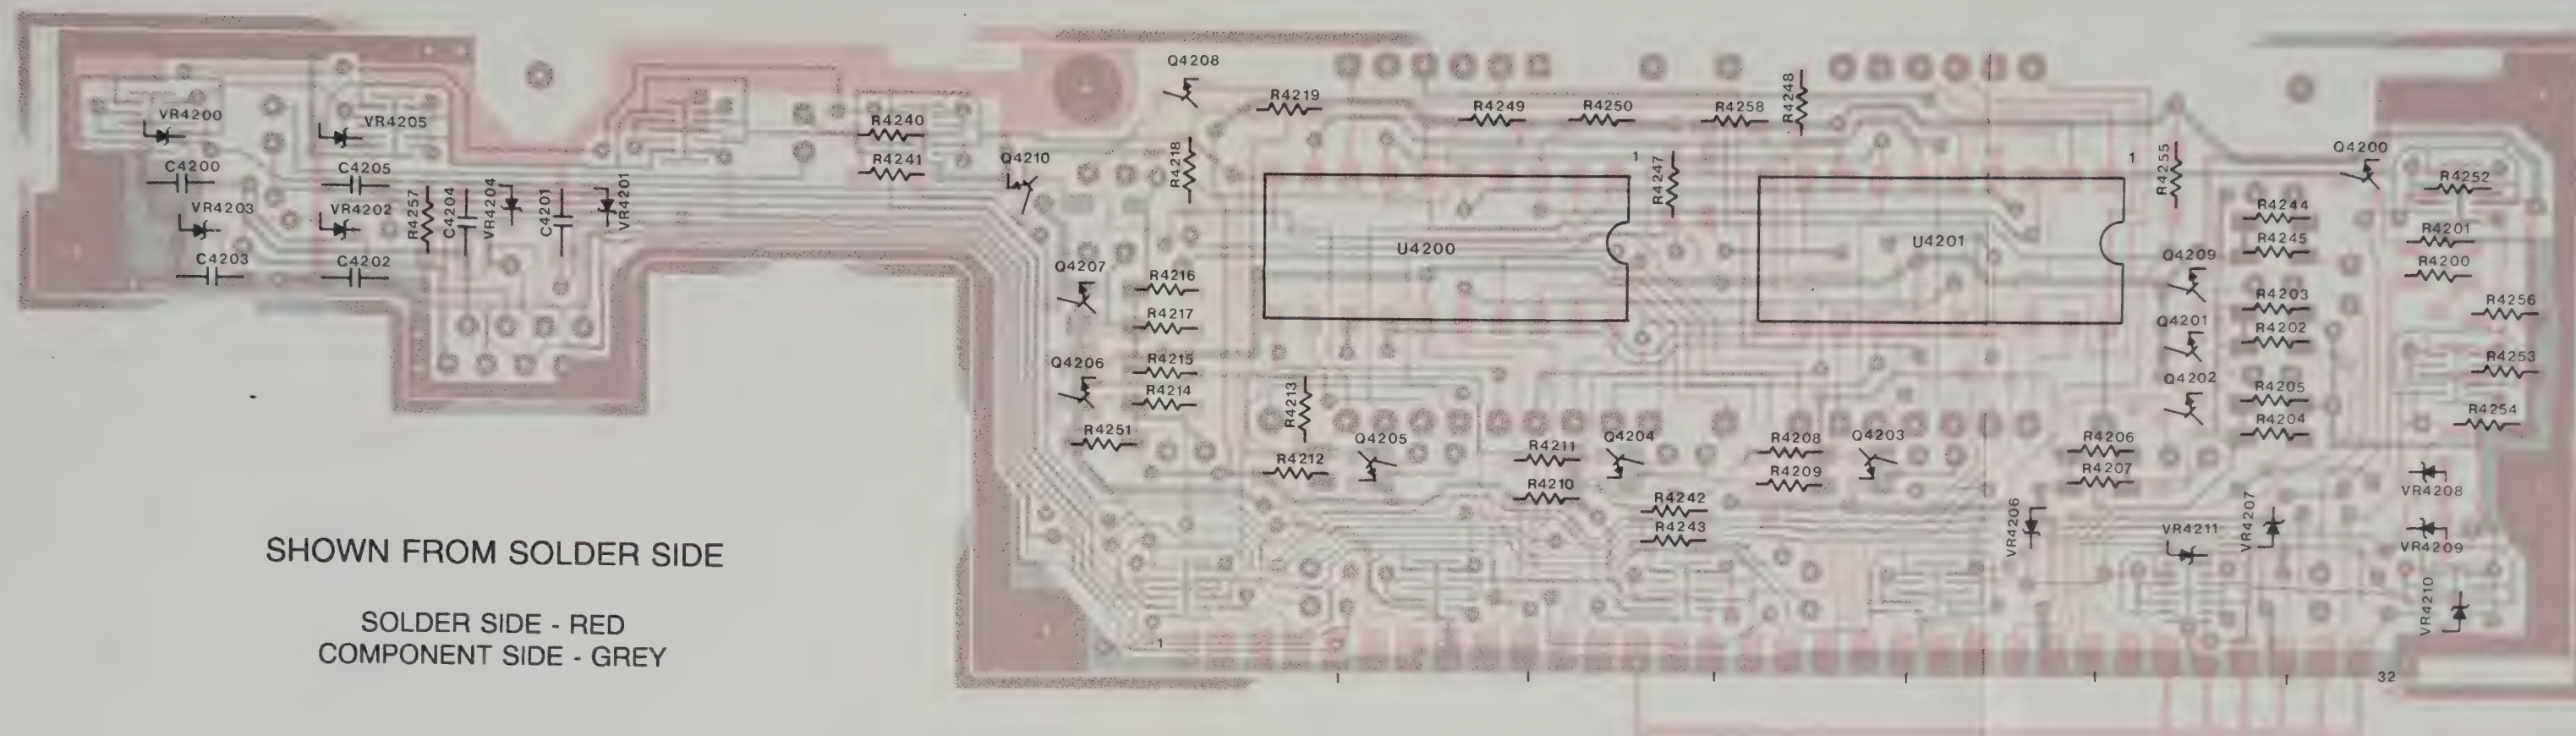 Q4208
R4219
R4249
R4250
R4258
R4248
VR4200
VR4205
R4240
C4200
C4205
R4241
Q4210
R4218
1
R4247
1
R4255
Q4200
R4252
VR4203
VR4202
R4257
C4204
VR4204
C4201
VR4201
R4244
R4201
U4200
U4201
R4245
C4203
C4202
Q4207
R4216
Q4209
R4200
R4203
R4256
R4217
Q4201
R4202
Q4206
R4215
R4253
R4214
R4213
Q4202
R4205
R4254
R4204
R4251
Q4205
R4211
Q4204
R4208
Q4203
R4206
R4212
R4209
R4207
R4210
R4242
VR4208
R4243
VR4206
VR4211
VR4207
VR4209
VR4210
SHOWN FROM SOLDER SIDE
SOLDER SIDE - RED
COMPONENT SIDE - GREY
1
32